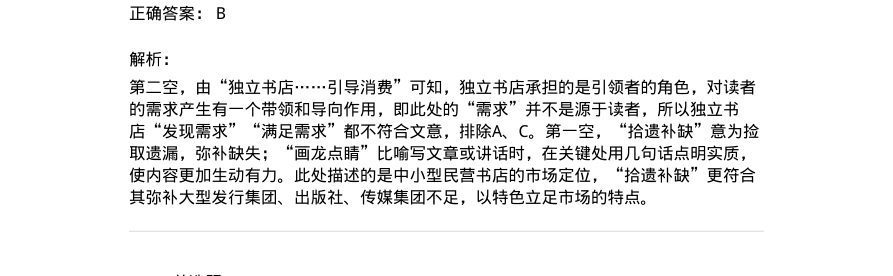 正确答案： B
解析：
第二空，由“独立书店……引导消费”可知，独立书店承担的是引领者的角色，对读者
的需求产生有一个带领和导向作用，即此处的“需求”并不是源于读者，所以独立书
店“发现需求”“满足需求”都不符合文意，排除A、C。第一空，“拾遗补缺”意为捡
取遗漏，弥补缺失；“画龙点睛”比喻写文章或讲话时，在关键处用几句话点明实质，
使内容更加生动有力。此处描述的是中小型民营书店的市场定位，“拾遗补缺”更符合
其弥补大型发行集团、出版社、传媒集团不足，以特色立足市场的特点。